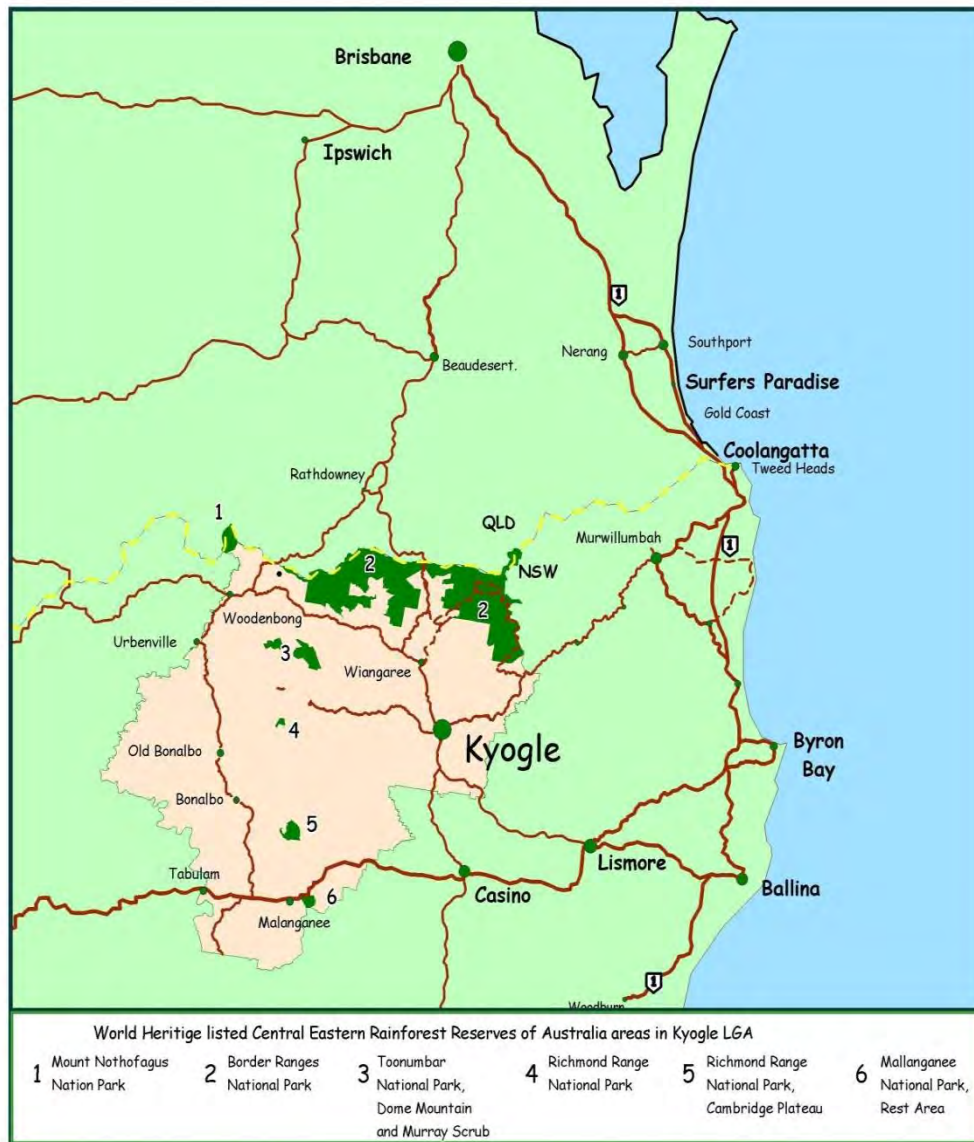 Brisbane
Ipswich
1
Southport
Nerang
Beaudesert.
Surfers Paradise
Gold Coast
Coolangatta
Tweed Heads
Rathdowney
1
QLD
Murwillumbah
1
2
NSW
2
Woodenbong
Urbenville
3
Wiangaree
4
Kyogle
Byron
Bay
Old Bonalbo
Bonalbo
5
Lismore
Tabulam
Casino
Ballina
6
Malanganee
1
Woodburn
World Heritige listed Central Eastern Rainforest Reserves of Australia areas in Kyogle LGA
1 Mount Nothofagus
Nation Park
2 Border Ranges
National Park
3 Toonumbar
National Park,
Dome Mountain
and Murray Scrub
4 Richmond Range
National Park
5 Richmond Range
National Park,
Cambridge Plateau
6 Mallanganee
National Park,
Rest Area